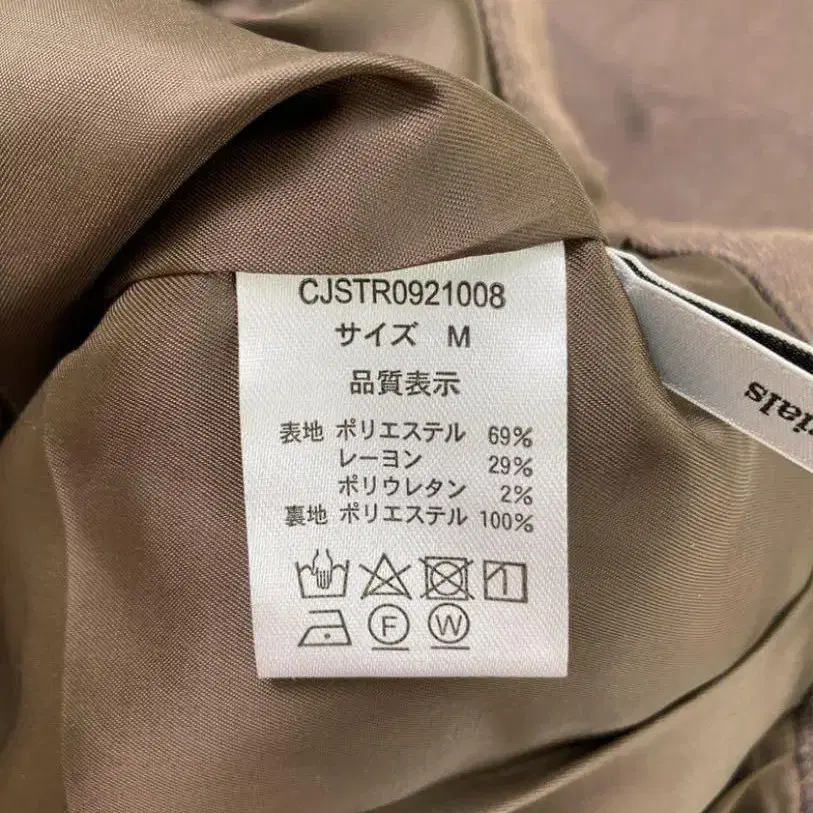 CJSTR0921008
サイズ M
品質表示
表地 ポリエステル 69%
レーヨン 29%
ポリウレタン 2%
裏地 ポリエステル 100%
F W